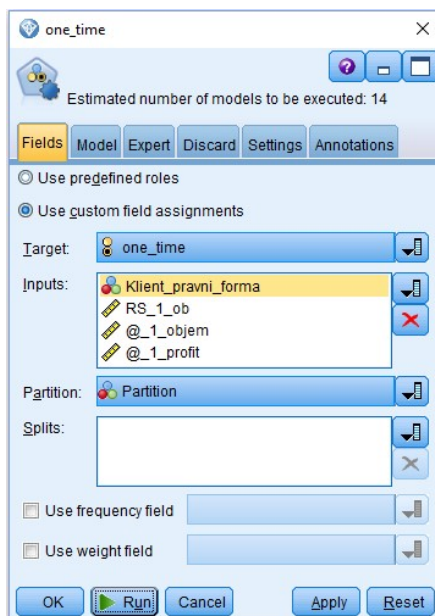 one_time
Estimated number of models to be executed: 14
Fields Model Expert Discard Settings Annotations
Use predefined roles
Use custom field assignments
Target: one_time
Inputs: Klient_pravni_forma
RS_1_ob
@_1_objem
@_1_profit
Partition: Partition
Splits:
Use frequency field
Use weight field
OK Run Cancel Apply Reset